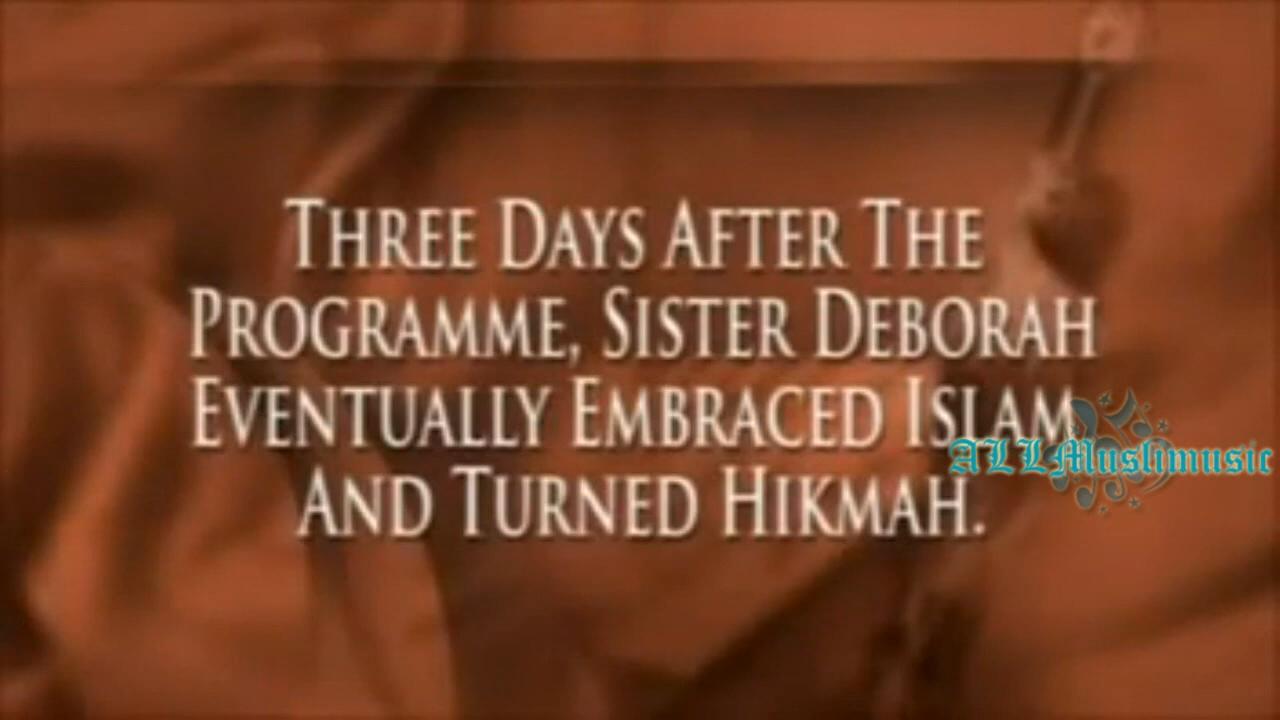 THREE DAYS AFTER THE
PROGRAMME, SISTER DEBORAH
EVENTUALLY EMBRACED ISLAM
AND TURNED HIKMAH.
ALLMuslimusic